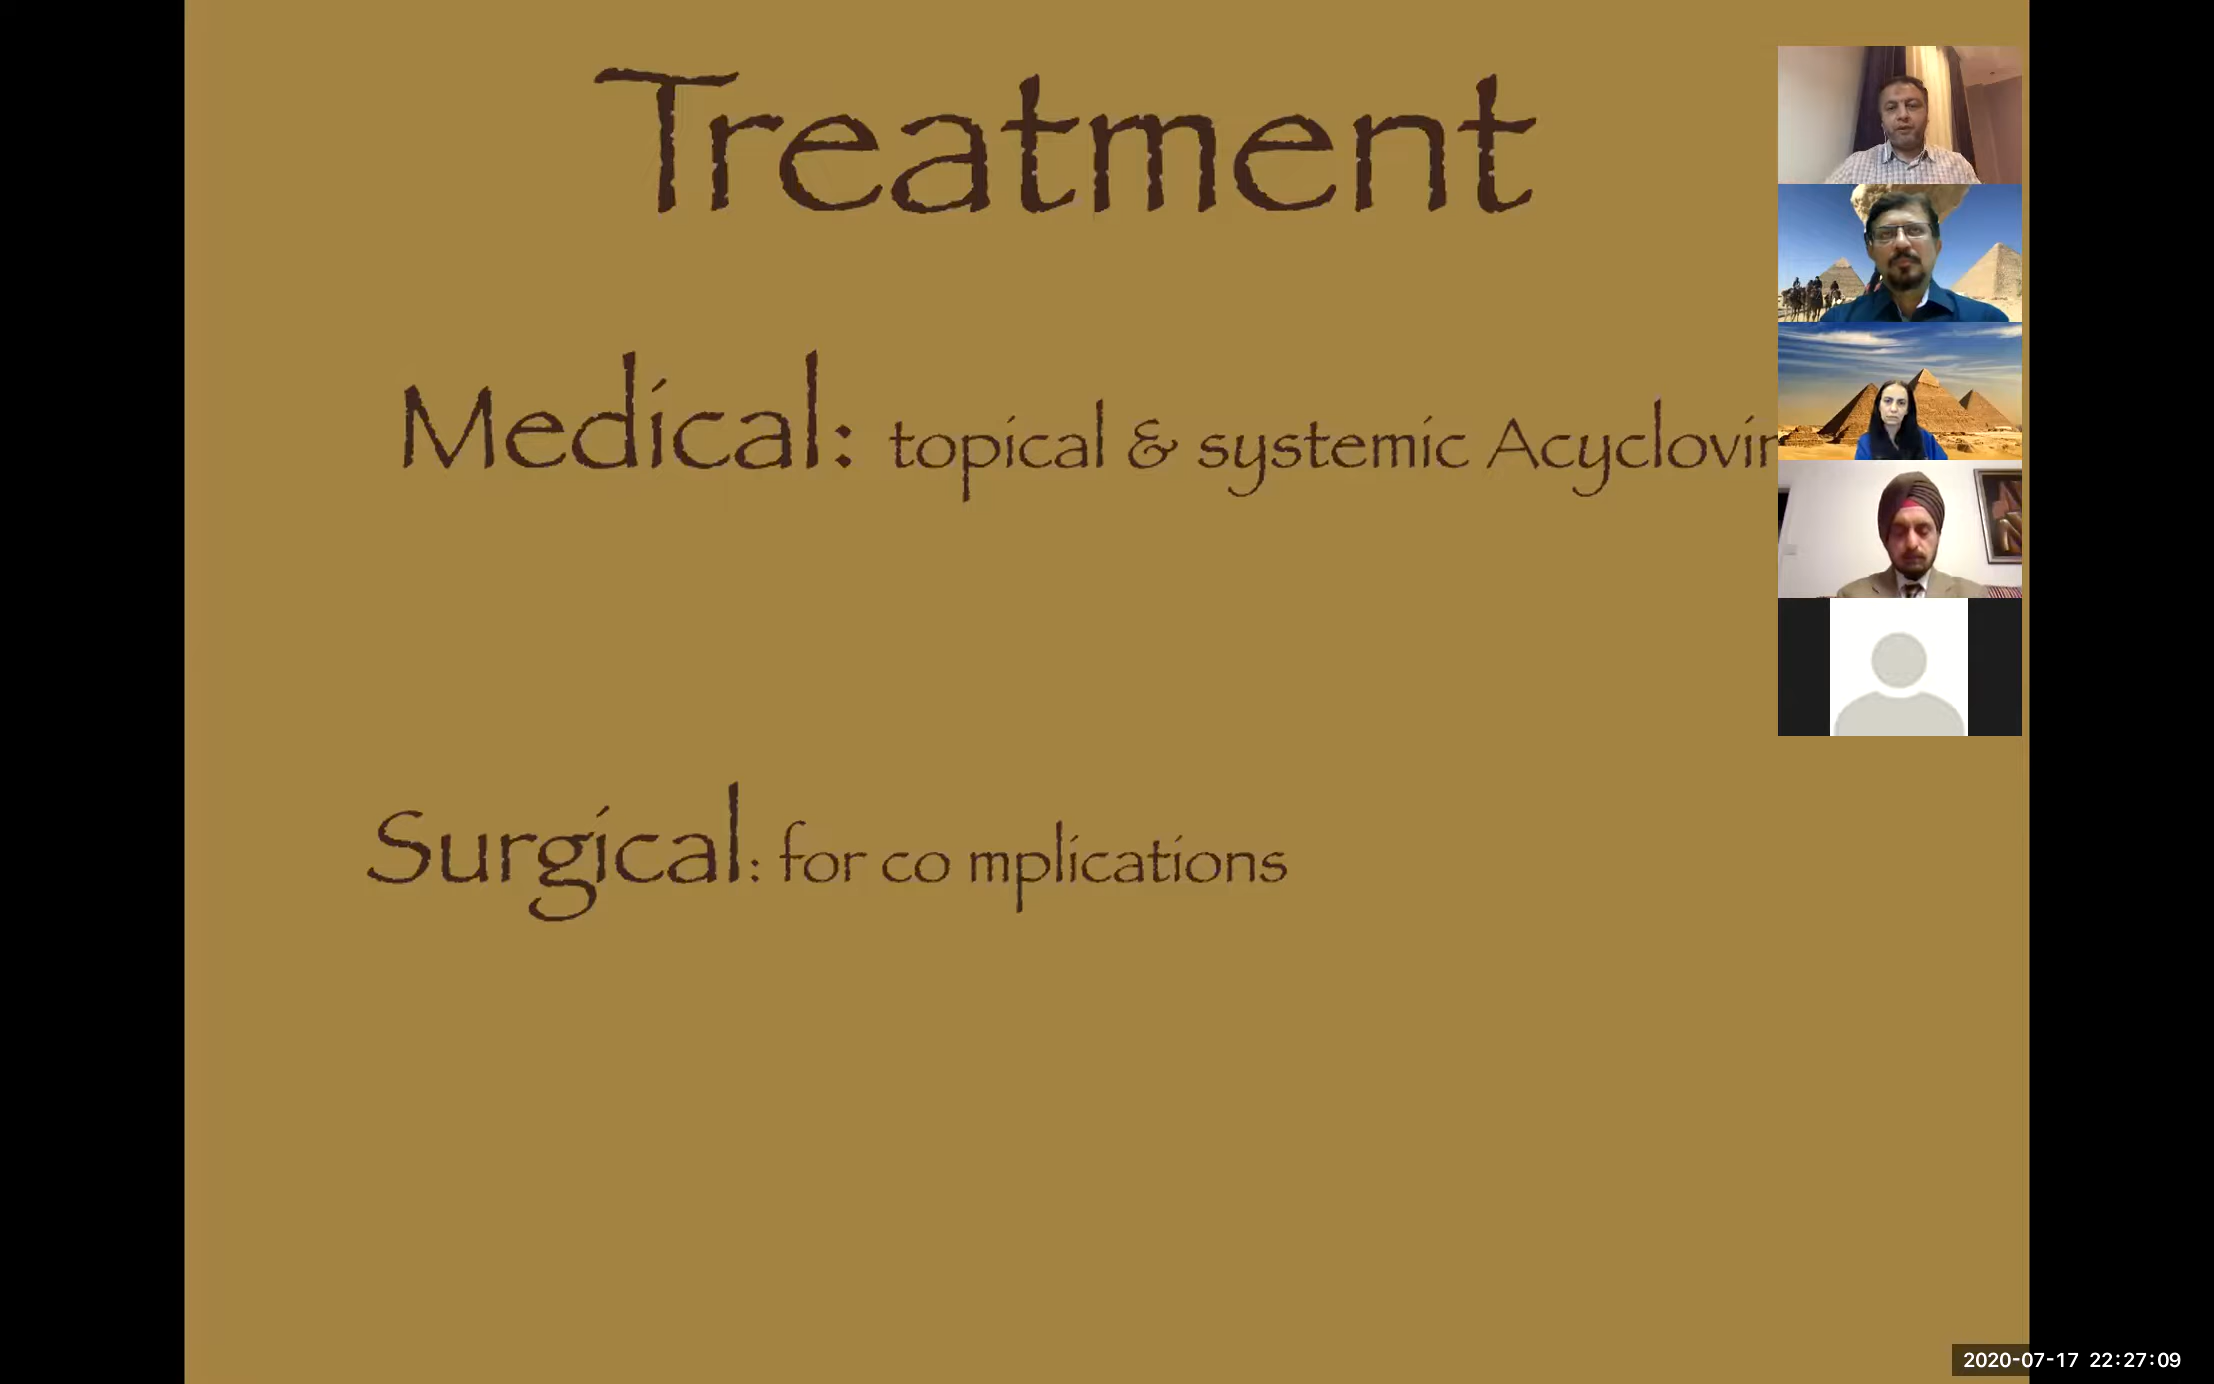 Treatment
Medical: topical & systemic Acyclovir
Surgical: for co mplications
2020-07-17 22:27:09